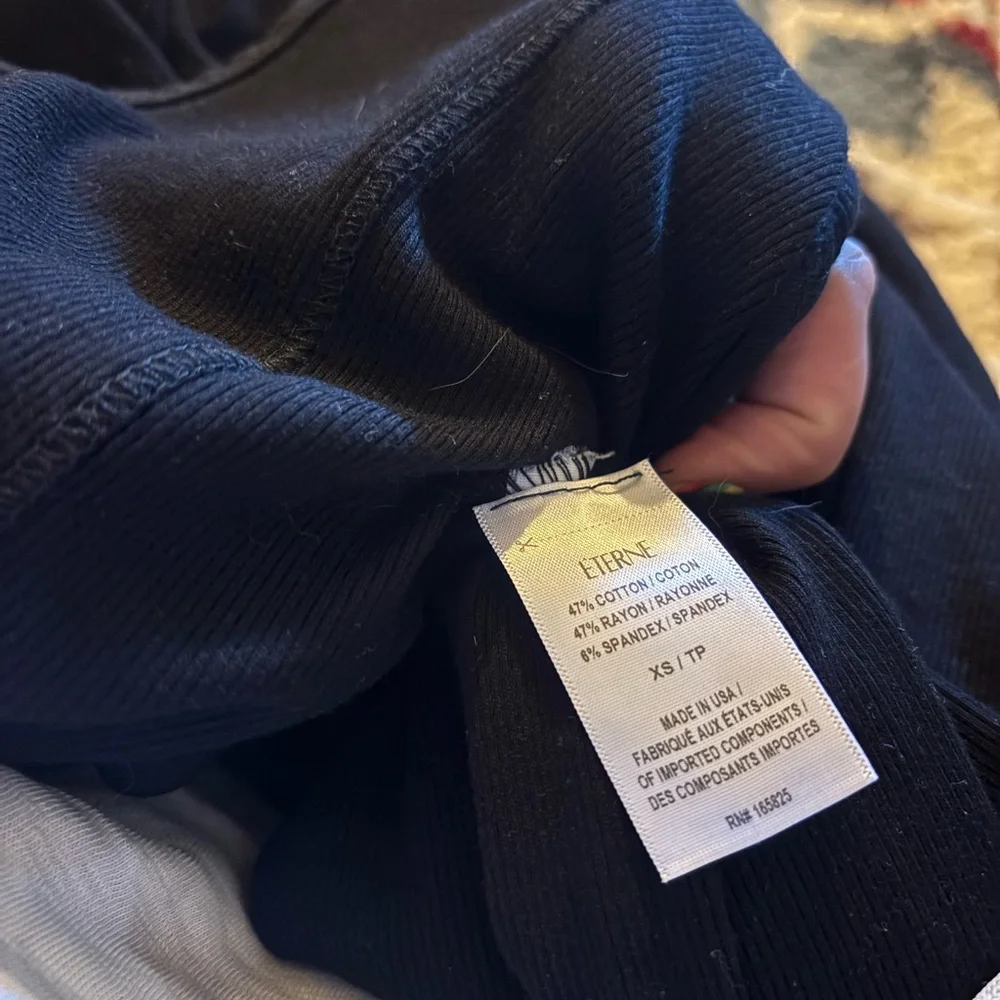 ÉTERNE
47% COTTON / COTON
47% RAYON / RAYONNE
6% SPANDEX / SPANDEX
XS / TP
MADE IN USA /
FABRIQUÉ AUX ÉTATS-UNIS
OF IMPORTED COMPONENTS /
DES COMPOSANTS IMPORTES
RN# 165825